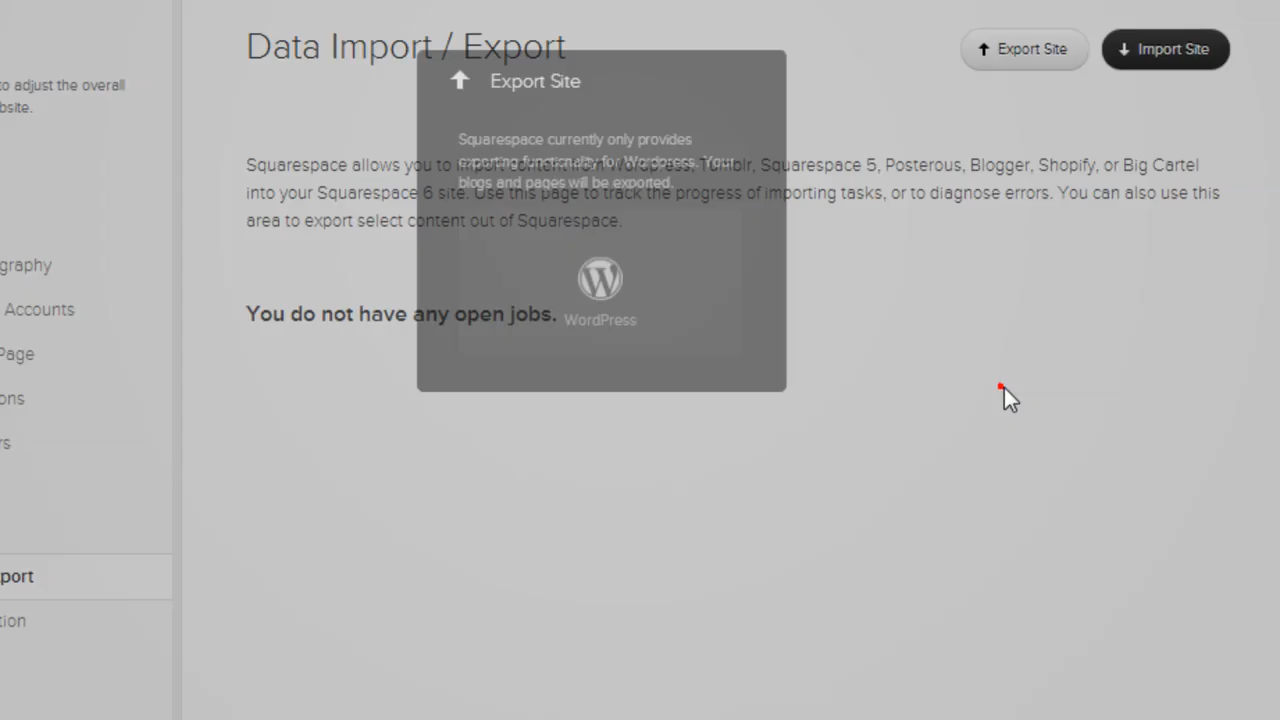 Data Import / Export
Export Site
Import Site
to adjust the overall
bsite.
Export Site
Squarespace currently only provides
exporting functionality for Wordpress. Your
blogs and pages will be exported.
WordPress
Squarespace allows you to import content from Wordpress, Tumblr, Squarespace 5, Posterous, Blogger, Shopify, or Big Cartel
into your Squarespace 6 site. Use this page to track the progress of importing tasks, or to diagnose errors. You can also use this
area to export select content out of Squarespace.
You do not have any open jobs.
graphy
Accounts
Page
ons
rs
port
tion